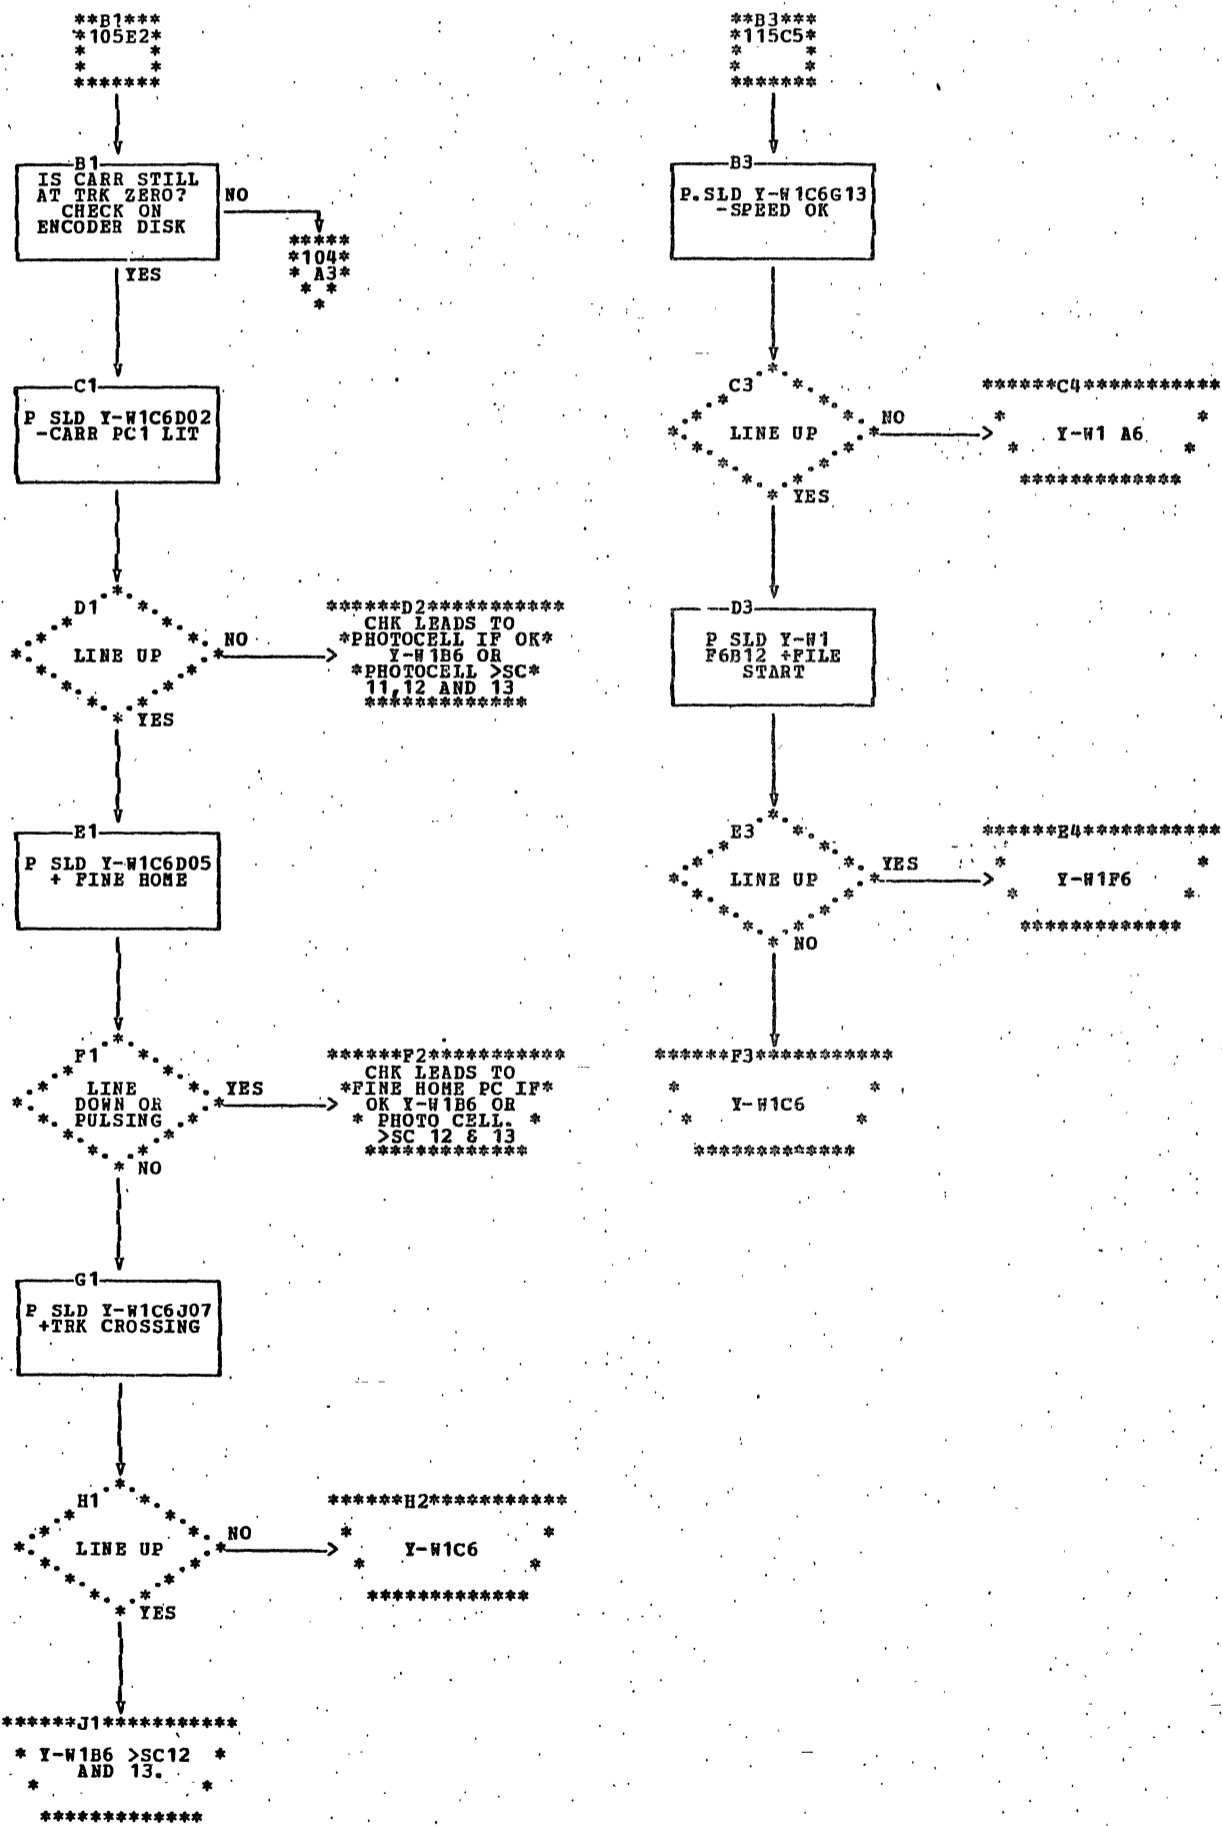 B1
105E2
B1
IS CARR STILL
AT TRK ZERO?
CHECK ON
ENCODER DISK
NO
104
A3
YES
C1
P SLD Y-W1C6D02
-CARR PC1 LIT
D1
LINE UP
NO
D2
CHK LEADS TO
PHOTOCELL IF OK
Y-W1B6 OR
PHOTOCELL >SC
11,12 AND 13
YES
E1
P SLD Y-W1C6D05
+ FINE HOME
F1
LINE
DOWN OR
PULSING
YES
F2
CHK LEADS TO
FINE HOME PC IF
OK Y-W1B6 OR
PHOTO CELL.
>SC 12 & 13
NO
G1
P SLD Y-W1C6J07
+TRK CROSSING
H1
LINE UP
NO
H2
Y-W1C6
YES
J1
Y-W1B6 >SC12
AND 13.
B3
115C5
B3
P.SLD Y-W1C6G13
-SPEED OK
C3
LINE UP
NO
C4
Y-W1 A6
YES
D3
P SLD Y-W1
F6B12 +FILE
START
E3
LINE UP
YES
E4
Y-W1F6
NO
F3
Y-W1C6